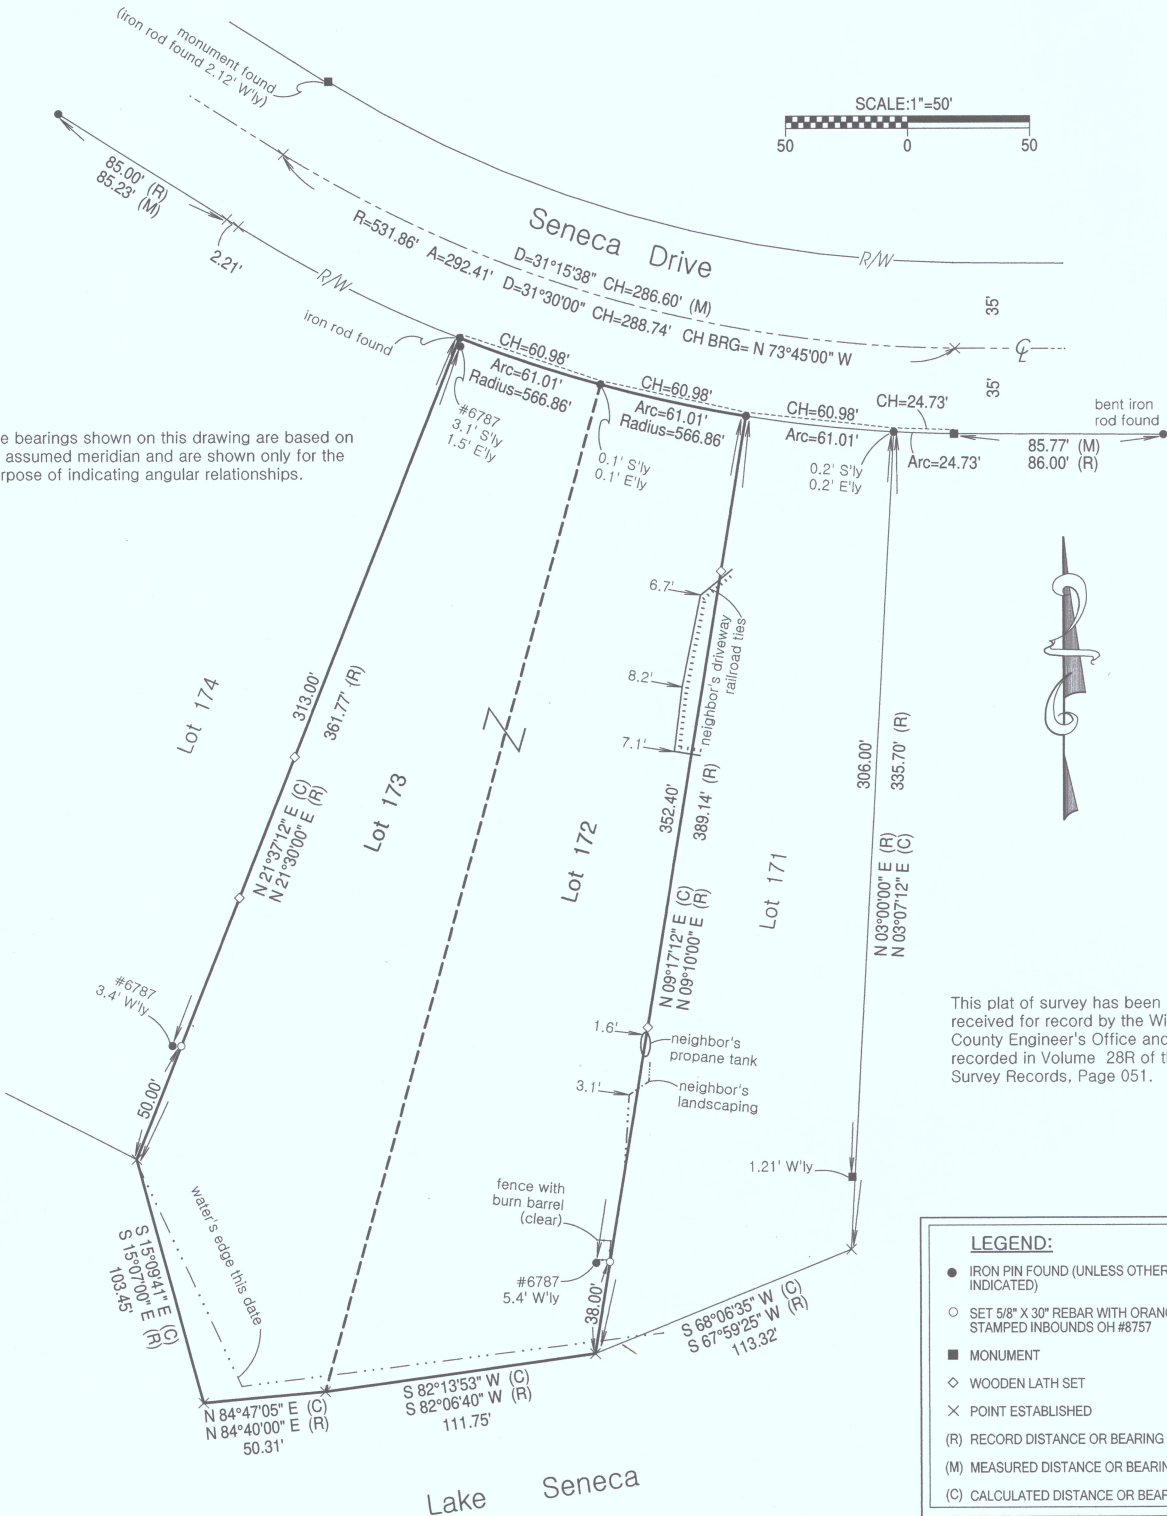 monument found
(iron rod found 2.12' W'ly)
SCALE:1"=50'
50 0 50
85.00' (R)
85.23' (M)
2.21'
R/W
Seneca Drive
R/W
D=31°15'38" CH=286.60' (M)
R=531.86' A=292.41' D=31°30'00" CH=288.74' CH BRG= N 73°45'00" W
35'
℄
35'
iron rod found
CH=60.98'
Arc=61.01'
Radius=566.86'
CH=60.98'
Arc=61.01'
Radius=566.86'
CH=60.98'
Arc=61.01'
CH=24.73'
Arc=24.73'
bent iron
rod found
85.77' (M)
86.00' (R)
#6787
3.1' S'ly
1.5' E'ly
0.1' S'ly
0.1' E'ly
0.2' S'ly
0.2' E'ly
e bearings shown on this drawing are based on
assumed meridian and are shown only for the
rpose of indicating angular relationships.
6.7'
8.2'
7.1'
neighbor's driveway
railroad ties
Lot 174
313.00'
361.77' (R)
N 21°37'12" E (C)
N 21°30'00" E (R)
Lot 173
Lot 172
352.40'
389.14' (R)
N 09°17'12" E (C)
N 09°10'00" E (R)
Lot 171
306.00'
335.70' (R)
N 03°00'00" E (R)
N 03°07'12" E (C)
#6787
3.4' W'ly
50.00'
1.6'
neighbor's
propane tank
3.1'
neighbor's
landscaping
This plat of survey has been
received for record by the Wi
County Engineer's Office and
recorded in Volume 28R of t
Survey Records, Page 051.
1.21' W'ly
fence with
burn barrel
(clear)
#6787
5.4' W'ly
38.00'
water's edge this date
S 15°09'41" E (C)
S 15°07'00" E (R)
103.45'
N 84°47'05" E (C)
N 84°40'00" E (R)
50.31'
S 82°13'53" W (C)
S 82°06'40" W (R)
111.75'
S 68°06'35" W (C)
S 67°59'25" W (R)
113.32'
Lake Seneca
LEGEND:
IRON PIN FOUND (UNLESS OTHER
INDICATED)
SET 5/8" X 30" REBAR WITH ORAN
STAMPED INBOUNDS OH #8757
MONUMENT
WOODEN LATH SET
POINT ESTABLISHED
(R) RECORD DISTANCE OR BEARING
(M) MEASURED DISTANCE OR BEARIN
(C) CALCULATED DISTANCE OR BEAR